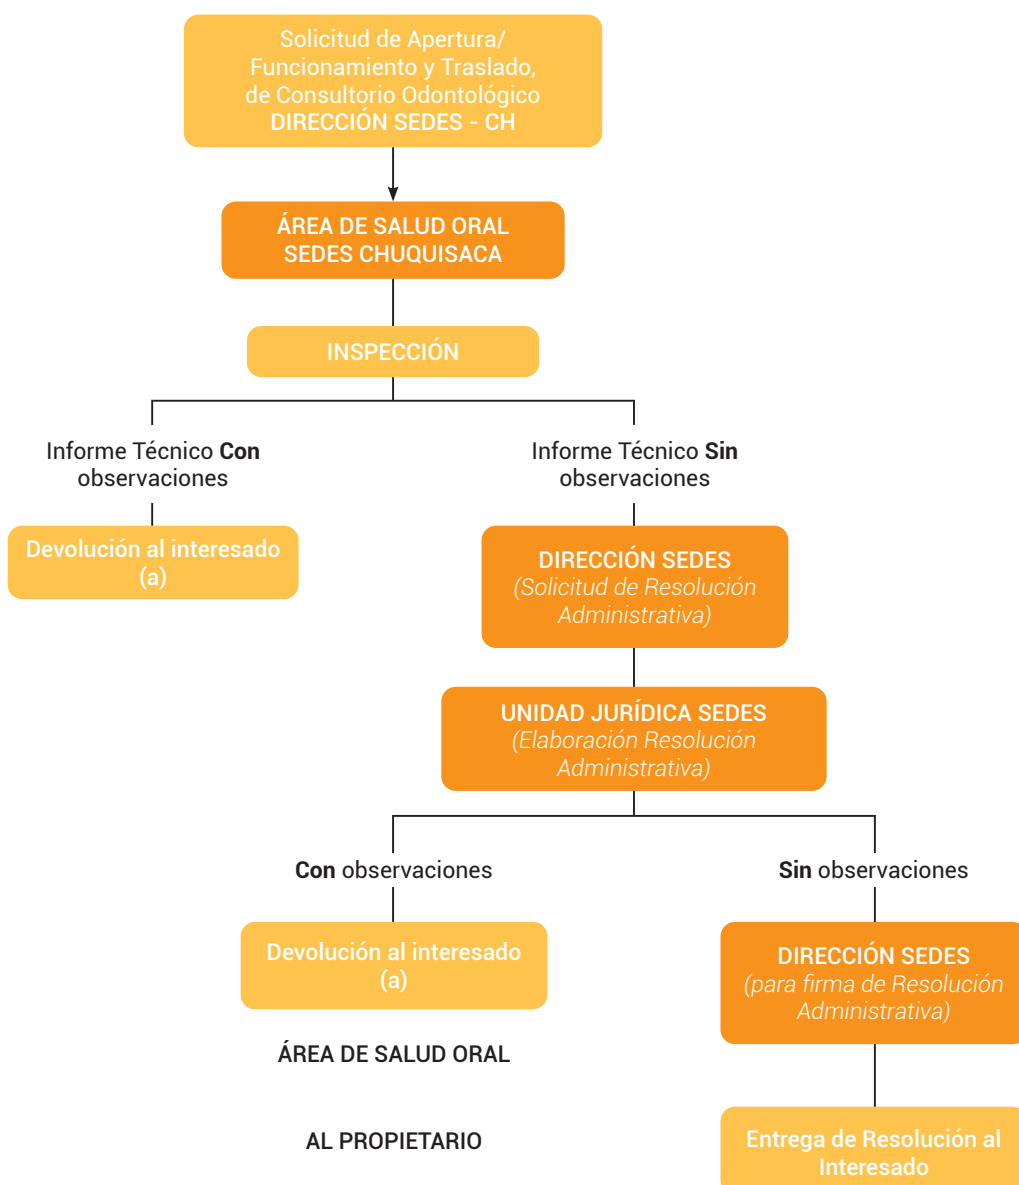 Solicitud de Apertura/
Funcionamiento y Traslado,
de Consultorio Odontológico
DIRECCIÓN SEDES - CH
ÁREA DE SALUD ORAL
SEDES CHUQUISACA
INSPECCIÓN
Informe Técnico Con
observaciones
Informe Técnico Sin
observaciones
Devolución al interesado
(a)
DIRECCIÓN SEDES
(Solicitud de Resolución
Administrativa)
UNIDAD JURÍDICA SEDES
(Elaboración Resolución
Administrativa)
Con observaciones
Sin observaciones
Devolución al interesado
(a)
DIRECCIÓN SEDES
(para firma de Resolución
Administrativa)
ÁREA DE SALUD ORAL
AL PROPIETARIO
Entrega de Resolución al
Interesado